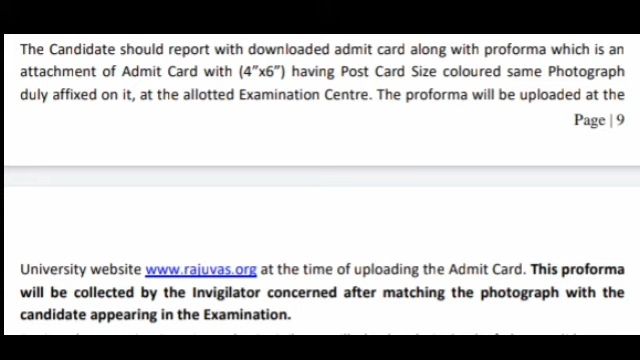 The Candidate should report with downloaded admit card along with proforma which is an
attachment of Admit Card with (4”x6”) having Post Card Size coloured same Photograph
duly affixed on it, at the allotted Examination Centre. The proforma will be uploaded at the
Page | 9
University website www.rajuvas.org at the time of uploading the Admit Card. This proforma
will be collected by the Invigilator concerned after matching the photograph with the
candidate appearing in the Examination.